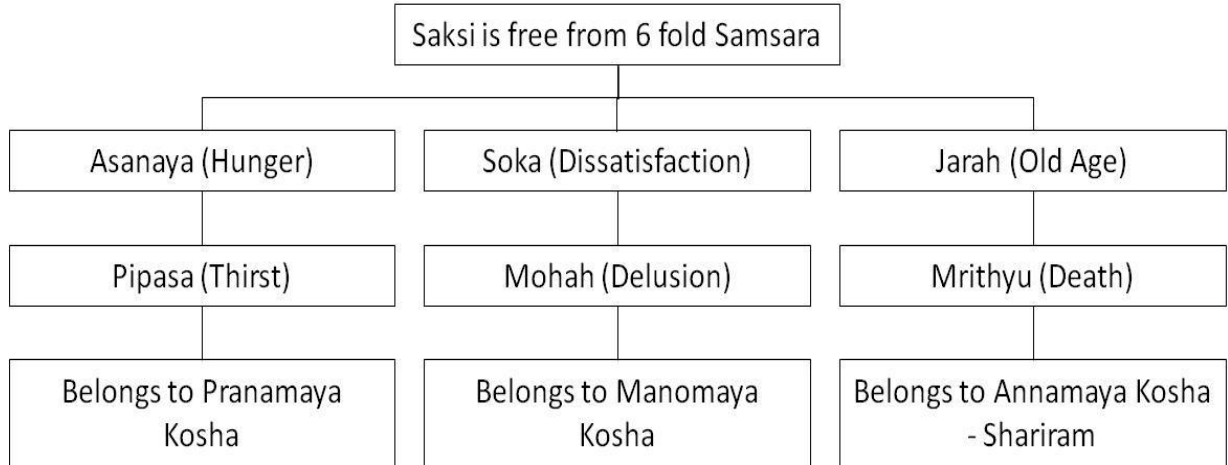 Saksi is free from 6 fold Samsara
Asanaya (Hunger)
Soka (Dissatisfaction)
Jarah (Old Age)
Pipasa (Thirst)
Mohah (Delusion)
Mrithyu (Death)
Belongs to Pranamaya
Kosha
Belongs to Manomaya
Kosha
Belongs to Annamaya Kosha
- Shariram